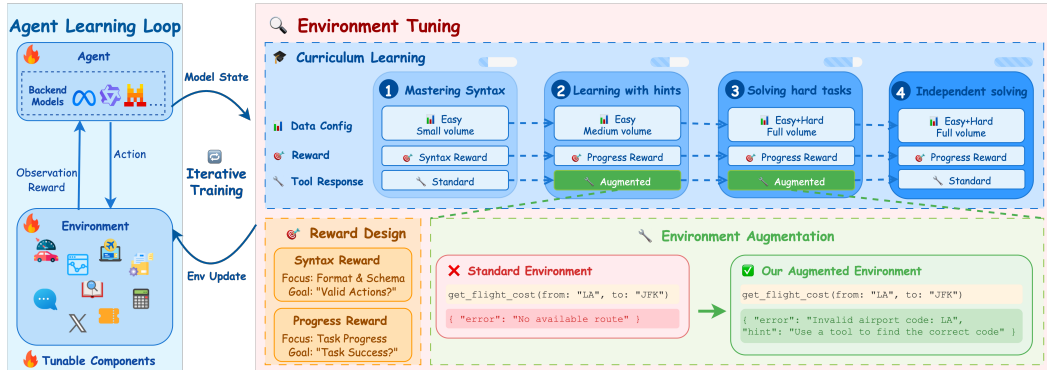 Agent Learning Loop
Agent
Backend
Models
...
Action
Observation
Reward
Environment
Tunable Components
Model State
Iterative
Training
Env Update
Environment Tuning
Curriculum Learning
Data Config
Reward
Tool Response
1 Mastering Syntax
Easy
Small volume
Syntax Reward
Standard
2 Learning with hints
Easy
Medium volume
Progress Reward
Augmented
3 Solving hard tasks
Easy+Hard
Full volume
Progress Reward
Augmented
4 Independent solving
Easy+Hard
Full volume
Progress Reward
Standard
Reward Design
Syntax Reward
Focus: Format & Schema
Goal: "Valid Actions?"
Progress Reward
Focus: Task Progress
Goal: "Task Success?"
Environment Augmentation
Standard Environment
get_flight_cost(from: "LA", to: "JFK")
{ "error": "No available route" }
Our Augmented Environment
get_flight_cost(from: "LA", to: "JFK")
{ "error": "Invalid airport code: LA",
"hint": "Use a tool to find the correct code" }